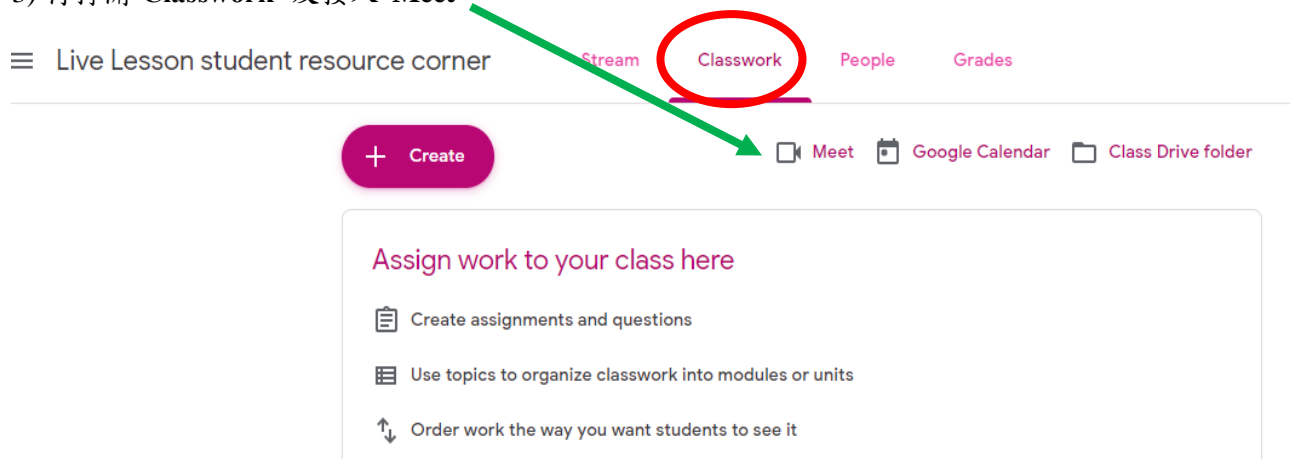 "Classwork" "Meet"
Live Lesson student resource corner Stream Classwork People Grades
+ Create Meet Google Calendar Class Drive folder
Assign work to your class here
Create assignments and questions
Use topics to organize classwork into modules or units
Order work the way you want students to see it